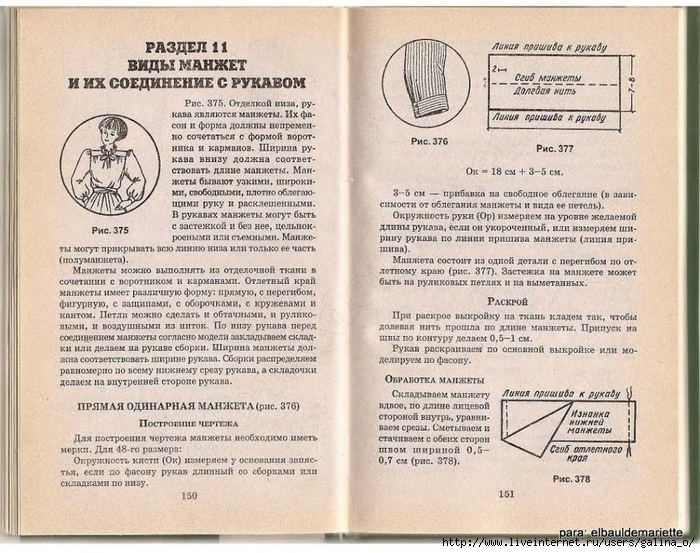 РАЗДЕЛ 11
ВИДЫ МАНЖЕТ
И ИХ СОЕДИНЕНИЕ С РУКАВОМ
Рис. 375. Отделкой низа, ру-
кава являются манжеты. Их фа-
сон и форма должны непремен-
но сочетаться с формой ворот-
ника и карманов. Ширина ру-
кава внизу должна соответ-
ствовать длине манжеты. Ман-
жеты бывают узкими, широки-
ми, свободными, плотно облегаю-
щими руку и расклешенными.
В рукавах манжеты могут быть
с застежкой и без нее, цельнок-
роеными или съемными. Манже-
Рис. 375
ты могут прикрывать всю линию низа или только ее часть
(полуманжета).
Манжеты можно выполнять из отделочной ткани в
сочетании с воротником и карманами. Отлетный край
манжеты имеет различную форму: прямую, с перегибом,
фигурную, с защипами, с оборочками, с кружевами и
кантом. Петли можно сделать и обтачными, и рулико-
выми, и воздушными из ниток. По низу рукава перед
соединением манжеты согласно модели закладываем склад-
ки или делаем на рукаве сборки. Ширина манжеты дол-
жна соответствовать ширине рукава. Сборки распределяем
равномерно по всему нижнему срезу рукава, а складочки
делаем на внутренней стороне рукава.
ПРЯМАЯ ОДИНАРНАЯ МАНЖЕТА (рис. 376)
Построение чертежа
Для построения чертежа манжеты необходимо иметь
мерки. Для 48-го размера:
Окружность кисти (Ок) измеряем у основания запяс-
тья, если по фасону рукав длинный со сборками или
складками по низу.
150
Рис. 376
Линия пришива к рукаву
2
Сгиб манжеты
Долевая нить
7-8
Линия пришива к рукаву
Рис. 377
Ок = 18 см + 3–5 см.
3–5 см — прибавка на свободное облегание (в зави-
симости от облегания манжеты и вида ее петель).
Окружность руки (Ор) измеряем на уровне желаемой
длины рукава, если он укороченный, или измеряем ши-
рину рукава по линии пришива манжеты (линия при-
шива).
Манжета состоит из одной детали с перегибом по от-
летному краю (рис. 377). Застежка на манжете может
быть на руликовых петлях и на выметанных.
Раскрой
При раскрое выкройку на ткань кладем так, чтобы
долевая нить прошла по длине манжеты. Припуск на
швы по контуру делаем 0,5–1 см.
Рукав раскраиваем по основной выкройке или мо-
делируем по фасону.
Обработка манжеты
Складываем манжету
вдвое, по длине лицевой
стороной внутрь, уравни-
ваем срезы. Сметываем и
стачиваем с обеих сторон
швом шириной 0,5–
0,7 см (рис. 378).
Линия пришива к рукаву
Изнанка
нижней
манжеты
Сгиб отлетного
края
Рис. 378
151
para: elbauldemariette
http://www.liveinternet.ru/users/galina_o/